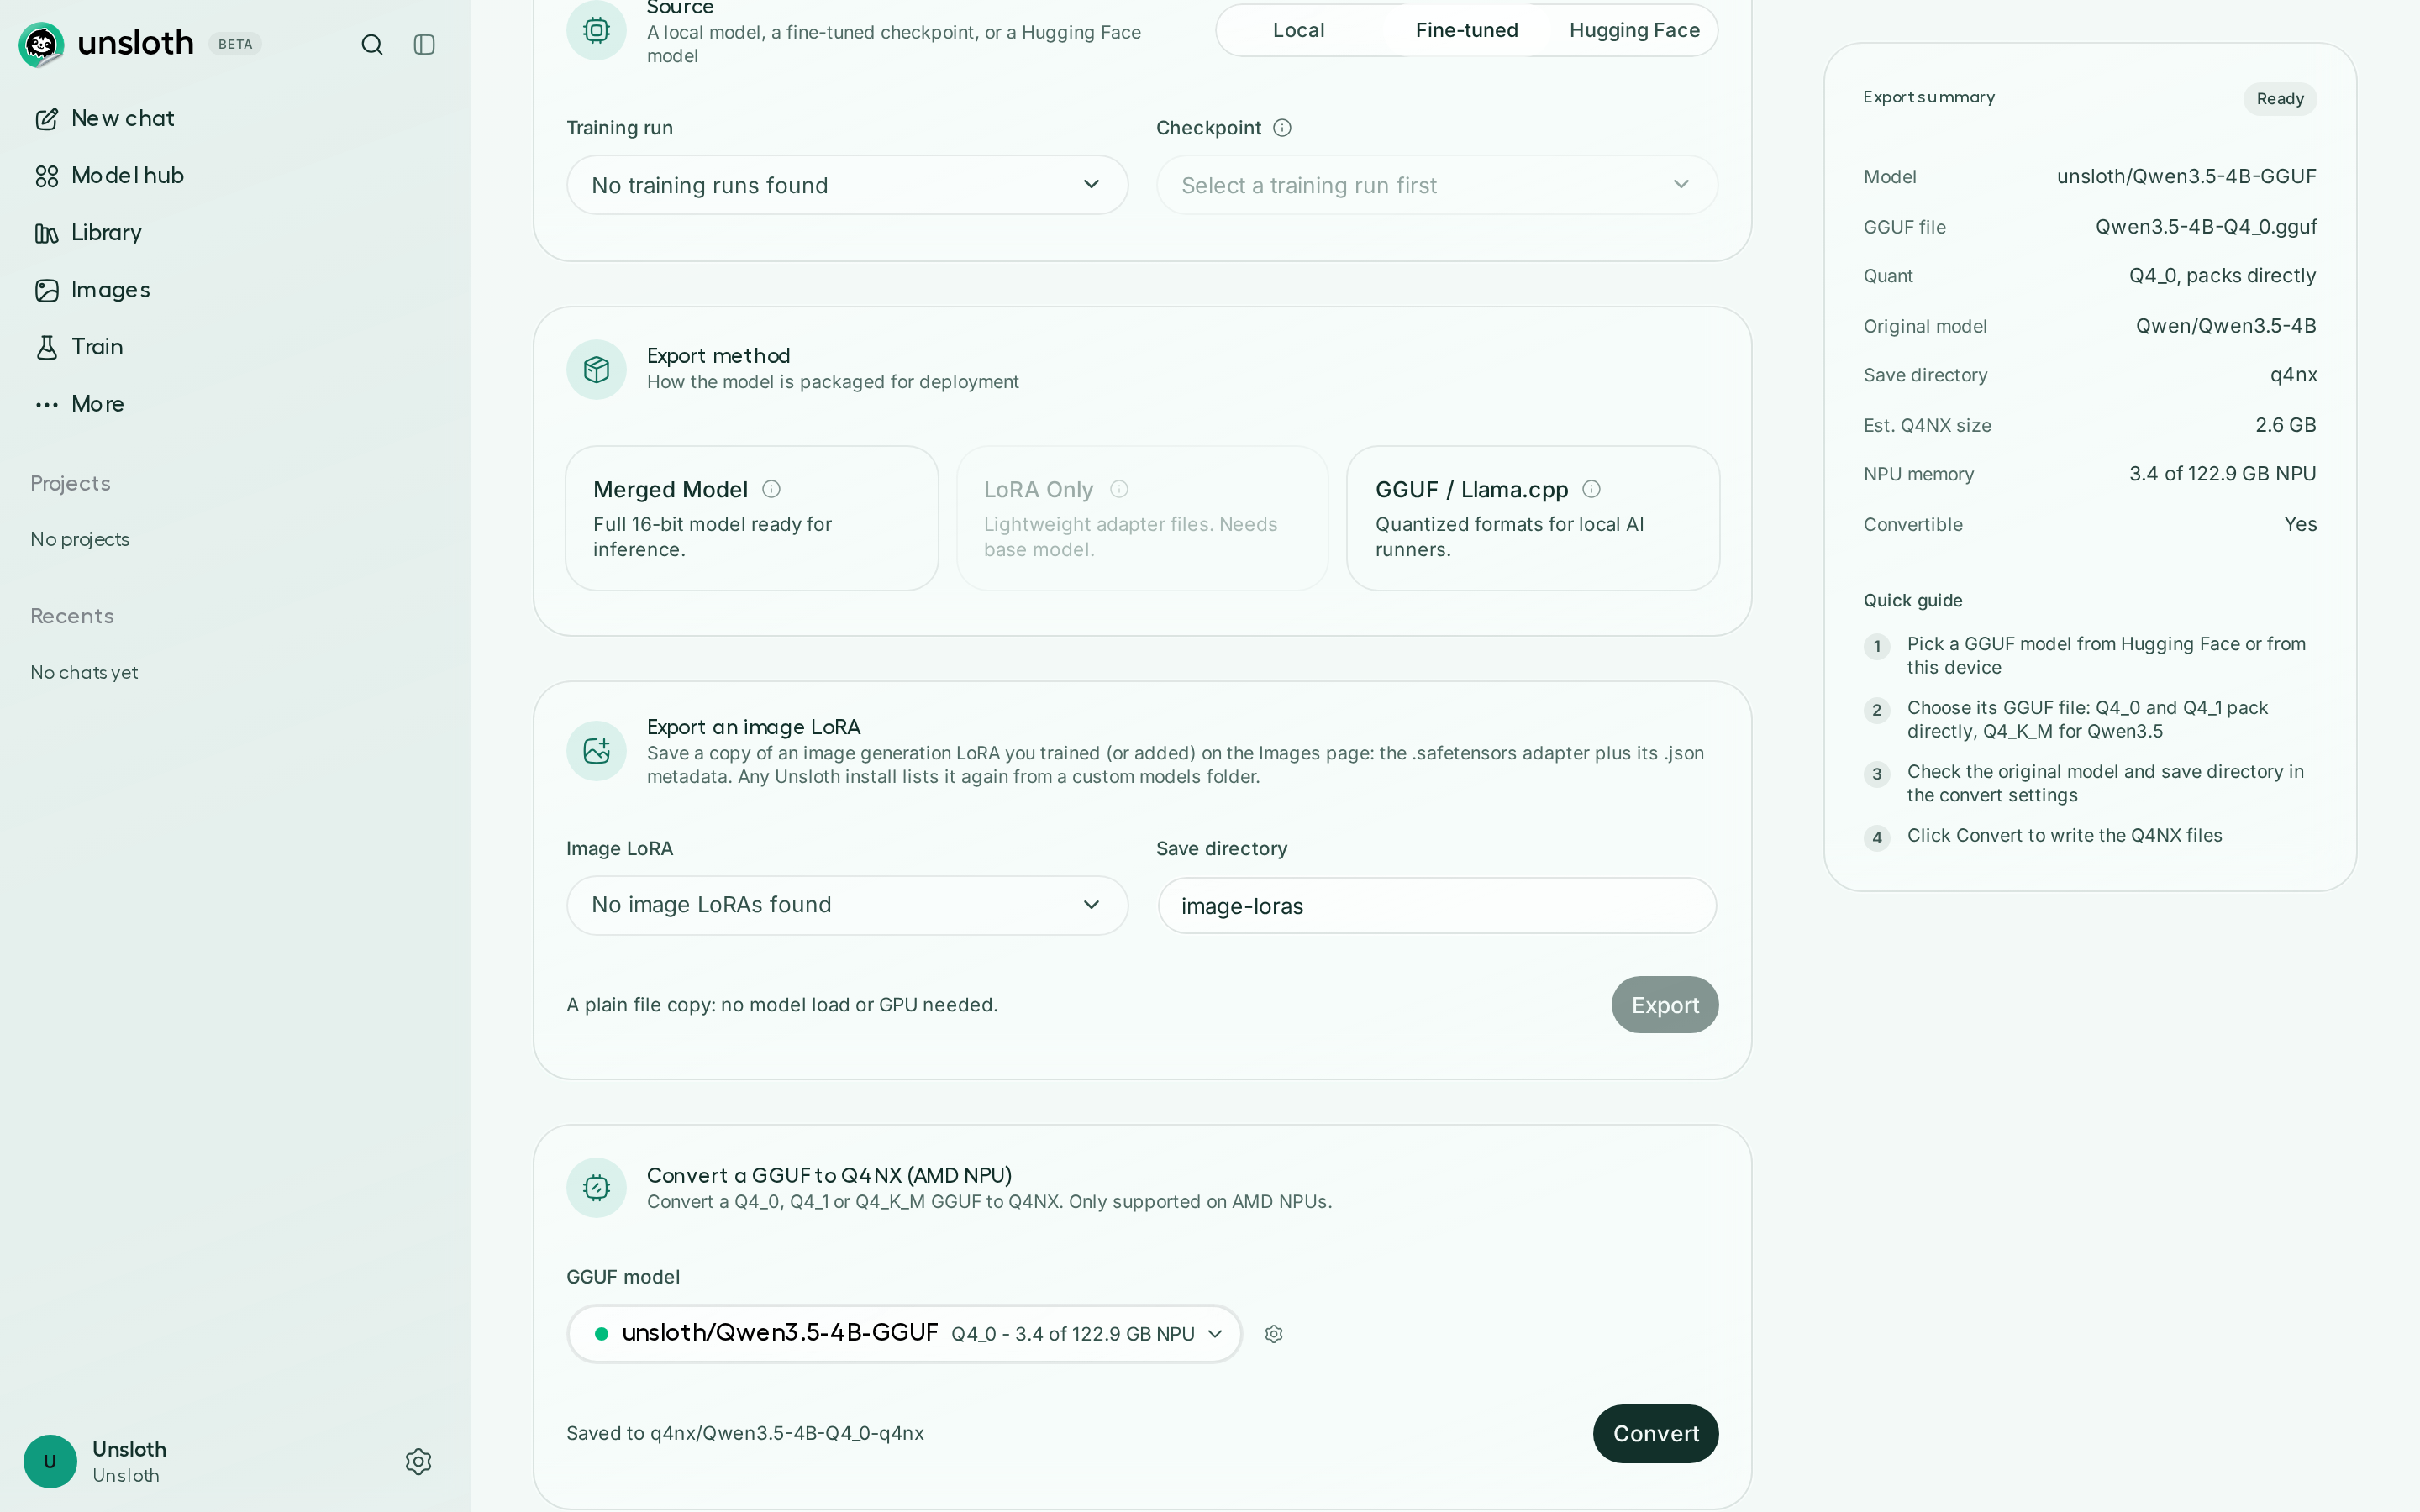 unsloth BETA
New chat
Model hub
Library
Images
Train
More
Projects
No projects
Recents
No chats yet
U
Unsloth
Unsloth
Source
A local model, a fine-tuned checkpoint, or a Hugging Face
model
Local Fine-tuned Hugging Face
Training run
No training runs found
Checkpoint
Select a training run first
Export method
How the model is packaged for deployment
Merged Model
Full 16-bit model ready for
inference.
LoRA Only
Lightweight adapter files. Needs
base model.
GGUF / Llama.cpp
Quantized formats for local AI
runners.
Export an image LoRA
Save a copy of an image generation LoRA you trained (or added) on the Images page: the .safetensors adapter plus its .json
metadata. Any Unsloth install lists it again from a custom models folder.
Image LoRA
No image LoRAs found
Save directory
image-loras
A plain file copy: no model load or GPU needed.
Export
Convert a GGUF to Q4NX (AMD NPU)
Convert a Q4_0, Q4_1 or Q4_K_M GGUF to Q4NX. Only supported on AMD NPUs.
GGUF model
unsloth/Qwen3.5-4B-GGUF Q4_0 - 3.4 of 122.9 GB NPU
Saved to q4nx/Qwen3.5-4B-Q4_0-q4nx
Convert
Export summary Ready
Model unsloth/Qwen3.5-4B-GGUF
GGUF file Qwen3.5-4B-Q4_0.gguf
Quant Q4_0, packs directly
Original model Qwen/Qwen3.5-4B
Save directory q4nx
Est. Q4NX size 2.6 GB
NPU memory 3.4 of 122.9 GB NPU
Convertible Yes
Quick guide
1 Pick a GGUF model from Hugging Face or from
this device
2 Choose its GGUF file: Q4_0 and Q4_1 pack
directly, Q4_K_M for Qwen3.5
3 Check the original model and save directory in
the convert settings
4 Click Convert to write the Q4NX files